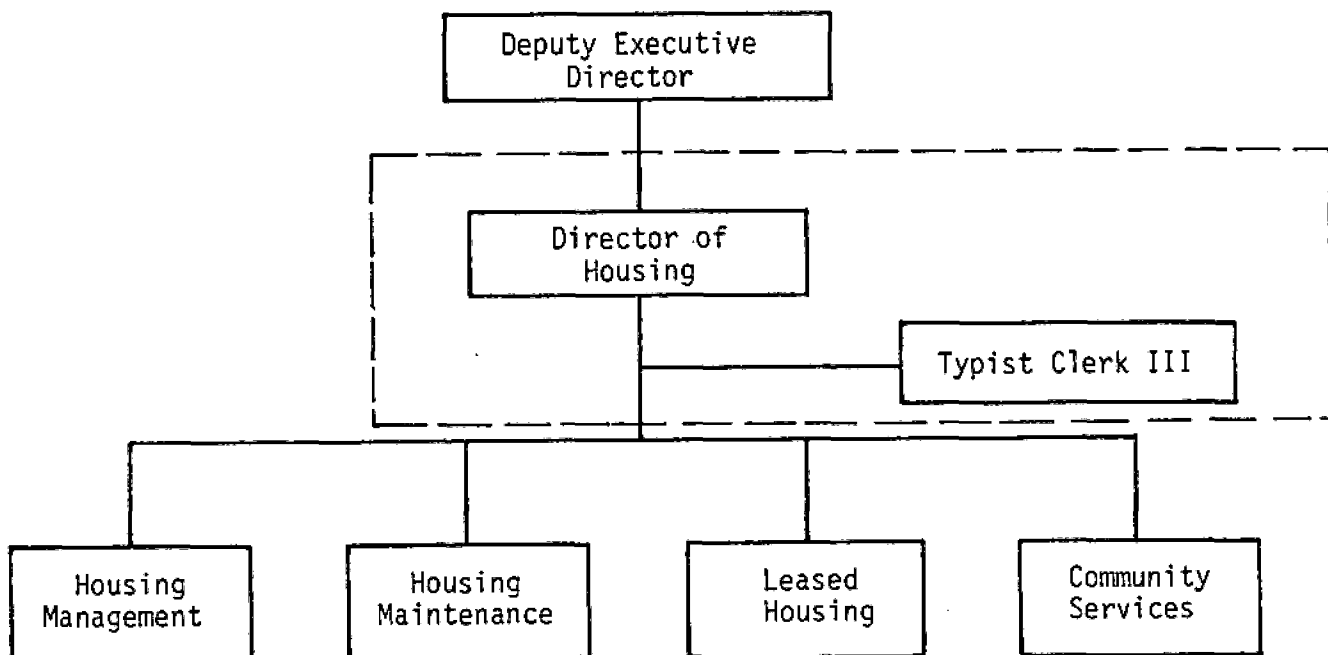 Deputy Executive
Director
Director of
Housing
Typist Clerk III
Housing
Management
Housing
Maintenance
Leased
Housing
Community
Services